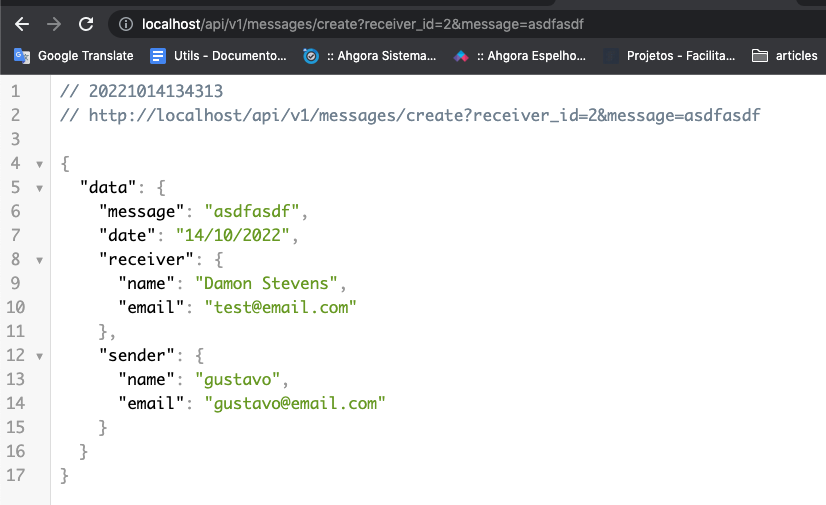 localhost/api/v1/messages/create?receiver_id=2&message=asdfasdf
Google Translate Utils - Documento... :: Ahgora Sistema... :: Ahgora Espelho... Projetos - Facilita... articles
1 // 20221014134313
2 // http://localhost/api/v1/messages/create?receiver_id=2&message=asdfasdf
3
4 {
5 "data": {
6 "message": "asdfasdf",
7 "date": "14/10/2022",
8 "receiver": {
9 "name": "Damon Stevens",
10 "email": "test@email.com"
11 },
12 "sender": {
13 "name": "gustavo",
14 "email": "gustavo@email.com"
15 }
16 }
17 }